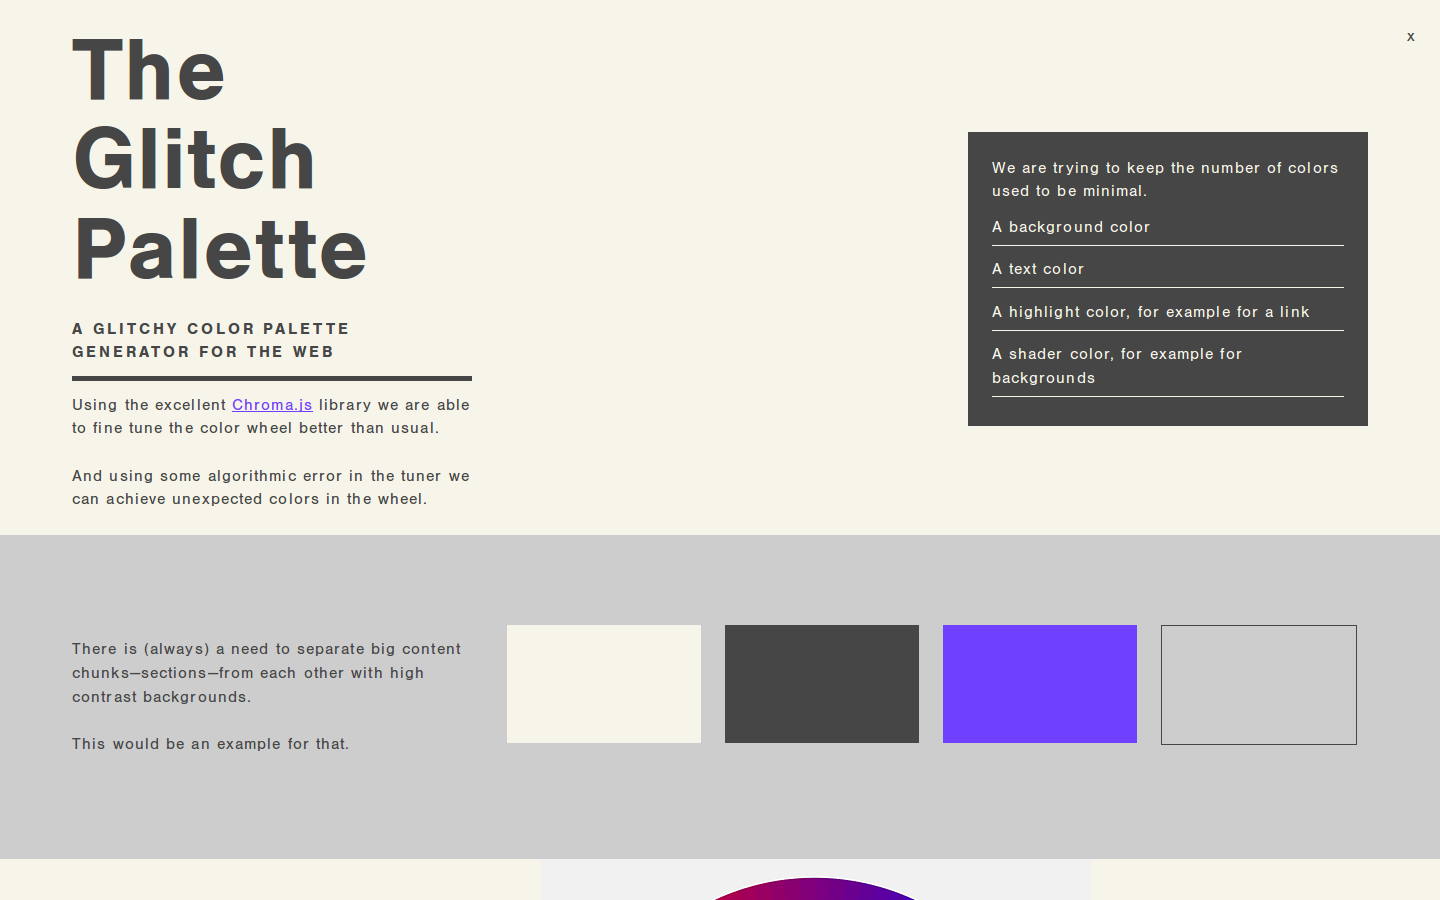 The
Glitch
Palette
A GLITCHY COLOR PALETTE
GENERATOR FOR THE WEB
Using the excellent Chroma.js library we are able
to fine tune the color wheel better than usual.
And using some algorithmic error in the tuner we
can achieve unexpected colors in the wheel.
x
We are trying to keep the number of colors
used to be minimal.
A background color
A text color
A highlight color, for example for a link
A shader color, for example for
backgrounds
There is (always) a need to separate big content
chunks—sections—from each other with high
contrast backgrounds.
This would be an example for that.